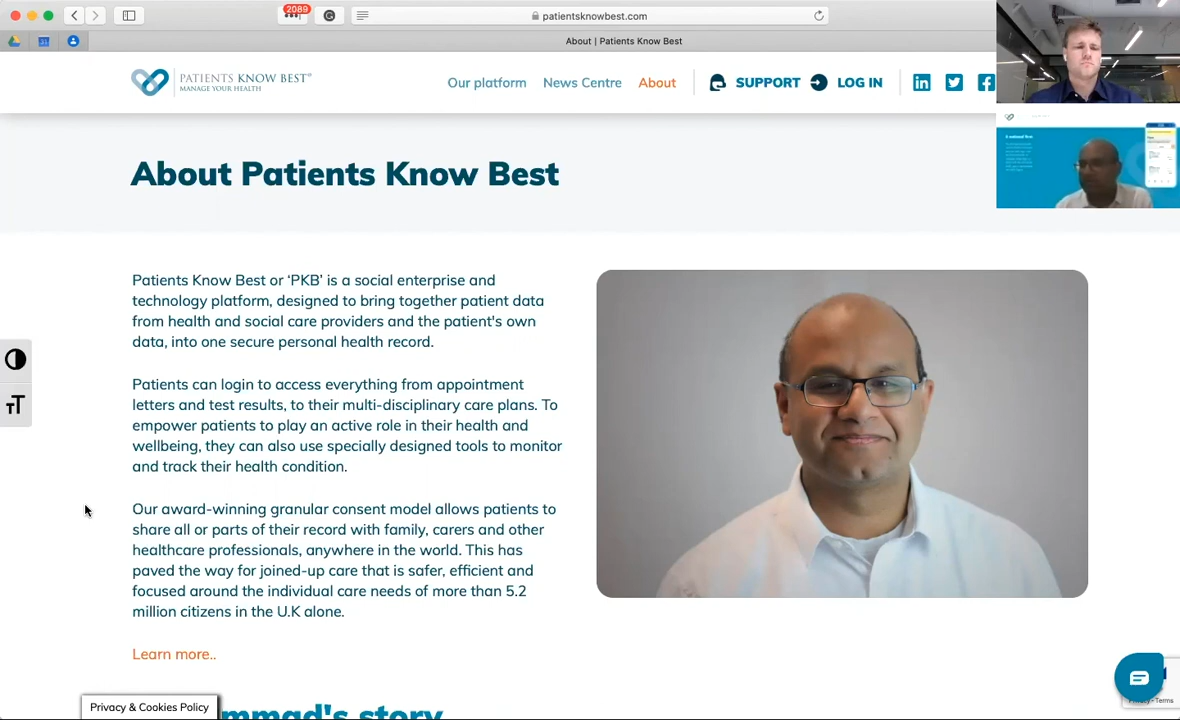 2089
patientsknowbest.com
About | Patients Know Best
PATIENTS KNOW BEST®
MANAGE YOUR HEALTH
Our platform
News Centre
About
SUPPORT
LOG IN
About Patients Know Best
Patients Know Best or ‘PKB’ is a social enterprise and
technology platform, designed to bring together patient data
from health and social care providers and the patient's own
data, into one secure personal health record.
Patients can login to access everything from appointment
letters and test results, to their multi-disciplinary care plans. To
empower patients to play an active role in their health and
wellbeing, they can also use specially designed tools to monitor
and track their health condition.
Our award-winning granular consent model allows patients to
share all or parts of their record with family, carers and other
healthcare professionals, anywhere in the world. This has
paved the way for joined-up care that is safer, efficient and
focused around the individual care needs of more than 5.2
million citizens in the U.K alone.
Learn more..
mmad's story
Privacy & Cookies Policy
Terms